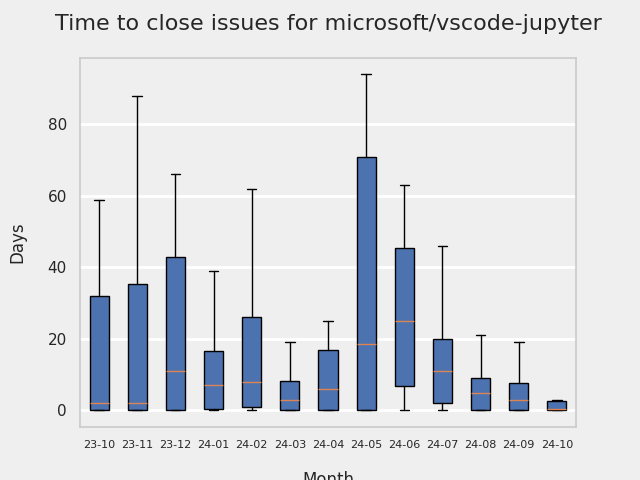 Time to close issues for microsoft/vscode-jupyter
80
60
40
20
0
Days
23-10 23-11 23-12 24-01 24-02 24-03 24-04 24-05 24-06 24-07 24-08 24-09 24-10
Month